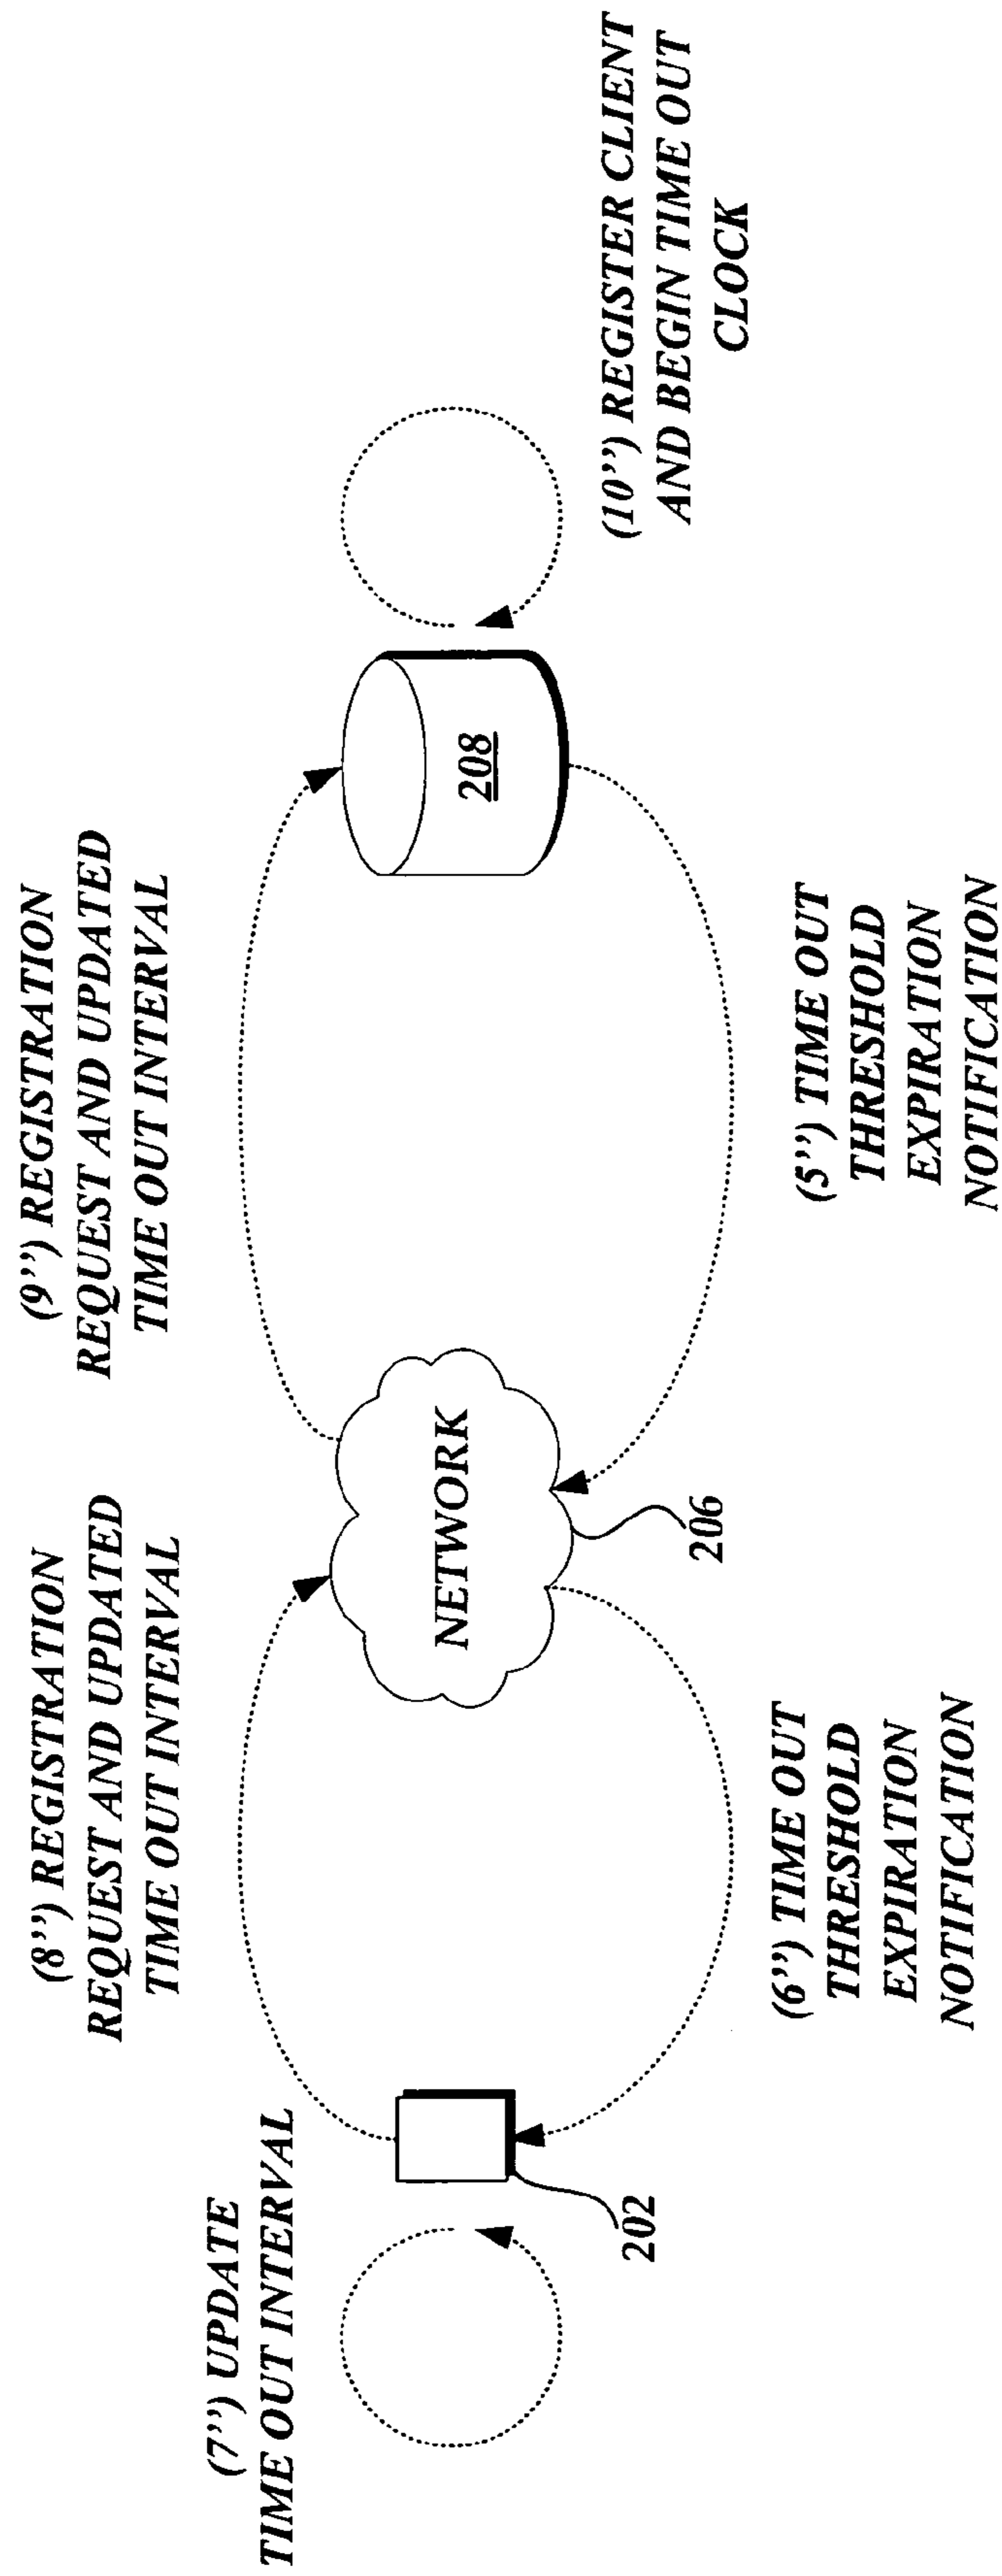 (7'') UPDATE
TIME OUT INTERVAL
(8'') REGISTRATION
REQUEST AND UPDATED
TIME OUT INTERVAL
(9'') REGISTRATION
REQUEST AND UPDATED
TIME OUT INTERVAL
202
NETWORK
206
208
(10'') REGISTER CLIENT
AND BEGIN TIME OUT
CLOCK
(6'') TIME OUT
THRESHOLD
EXPIRATION
NOTIFICATION
(5'') TIME OUT
THRESHOLD
EXPIRATION
NOTIFICATION